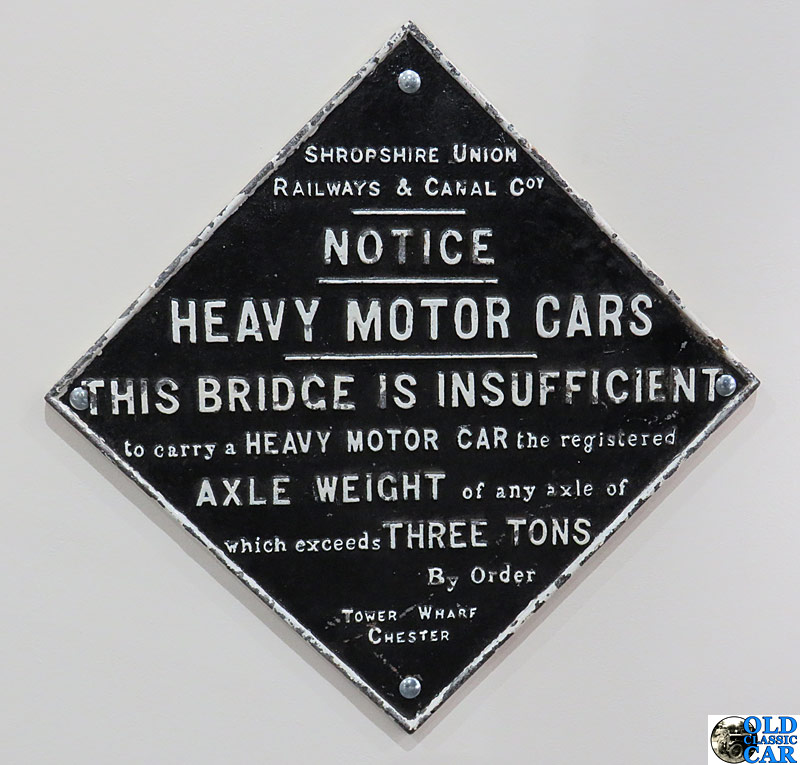 SHROPSHIRE UNION
RAILWAYS & CANAL COY
NOTICE
HEAVY MOTOR CARS
THIS BRIDGE IS INSUFFICIENT
to carry a HEAVY MOTOR CAR the registered
AXLE WEIGHT of any axle of
which exceeds THREE TONS
By Order
TOWER WHARF
CHESTER
OLD
CLASSIC
CAR